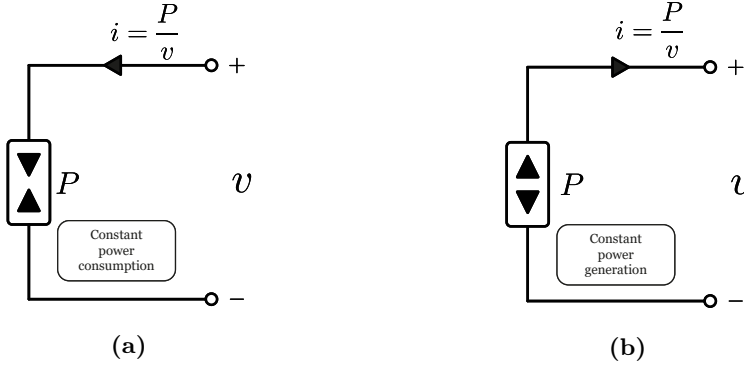 i = P/v
+
P
v
Constant
power
consumption
−
(a)
i = P/v
+
P
v
Constant
power
generation
−
(b)